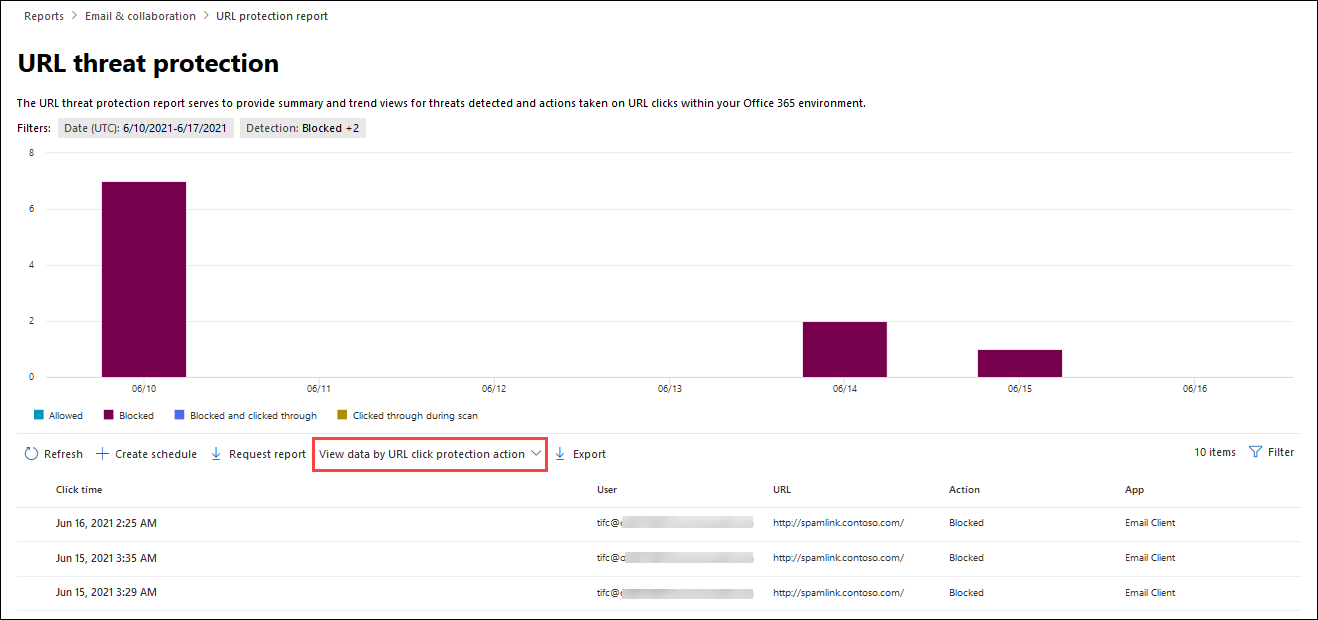 Reports > Email & collaboration > URL protection report
URL threat protection
The URL threat protection report serves to provide summary and trend views for threats detected and actions taken on URL clicks within your Office 365 environment.
Filters: Date (UTC): 6/10/2021-6/17/2021 Detection: Blocked +2
8
6
4
2
0
06/10 06/11 06/12 06/13 06/14 06/15 06/16
Allowed Blocked Blocked and clicked through Clicked through during scan
Refresh Create schedule Request report View data by URL click protection action Export 10 items Filter
Click time User URL Action App
Jun 16, 2021 2:25 AM tifc@ http://spamlink.contoso.com/ Blocked Email Client
Jun 15, 2021 3:35 AM tifc@ http://spamlink.contoso.com/ Blocked Email Client
Jun 15, 2021 3:29 AM tifc@ http://spamlink.contoso.com/ Blocked Email Client